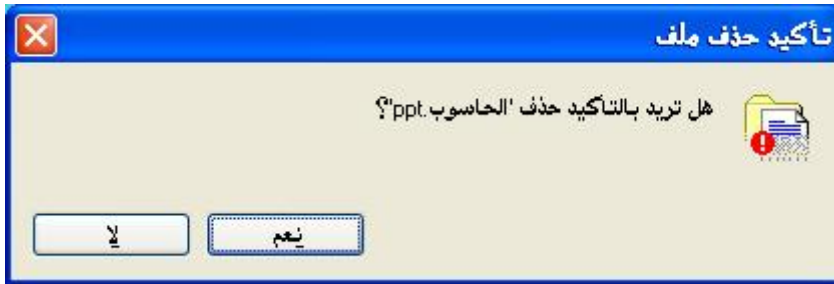 تأكيد حذف ملف
هل تريد بالتأكيد حذف 'الحاسوب.ppt'؟
نعم
لا